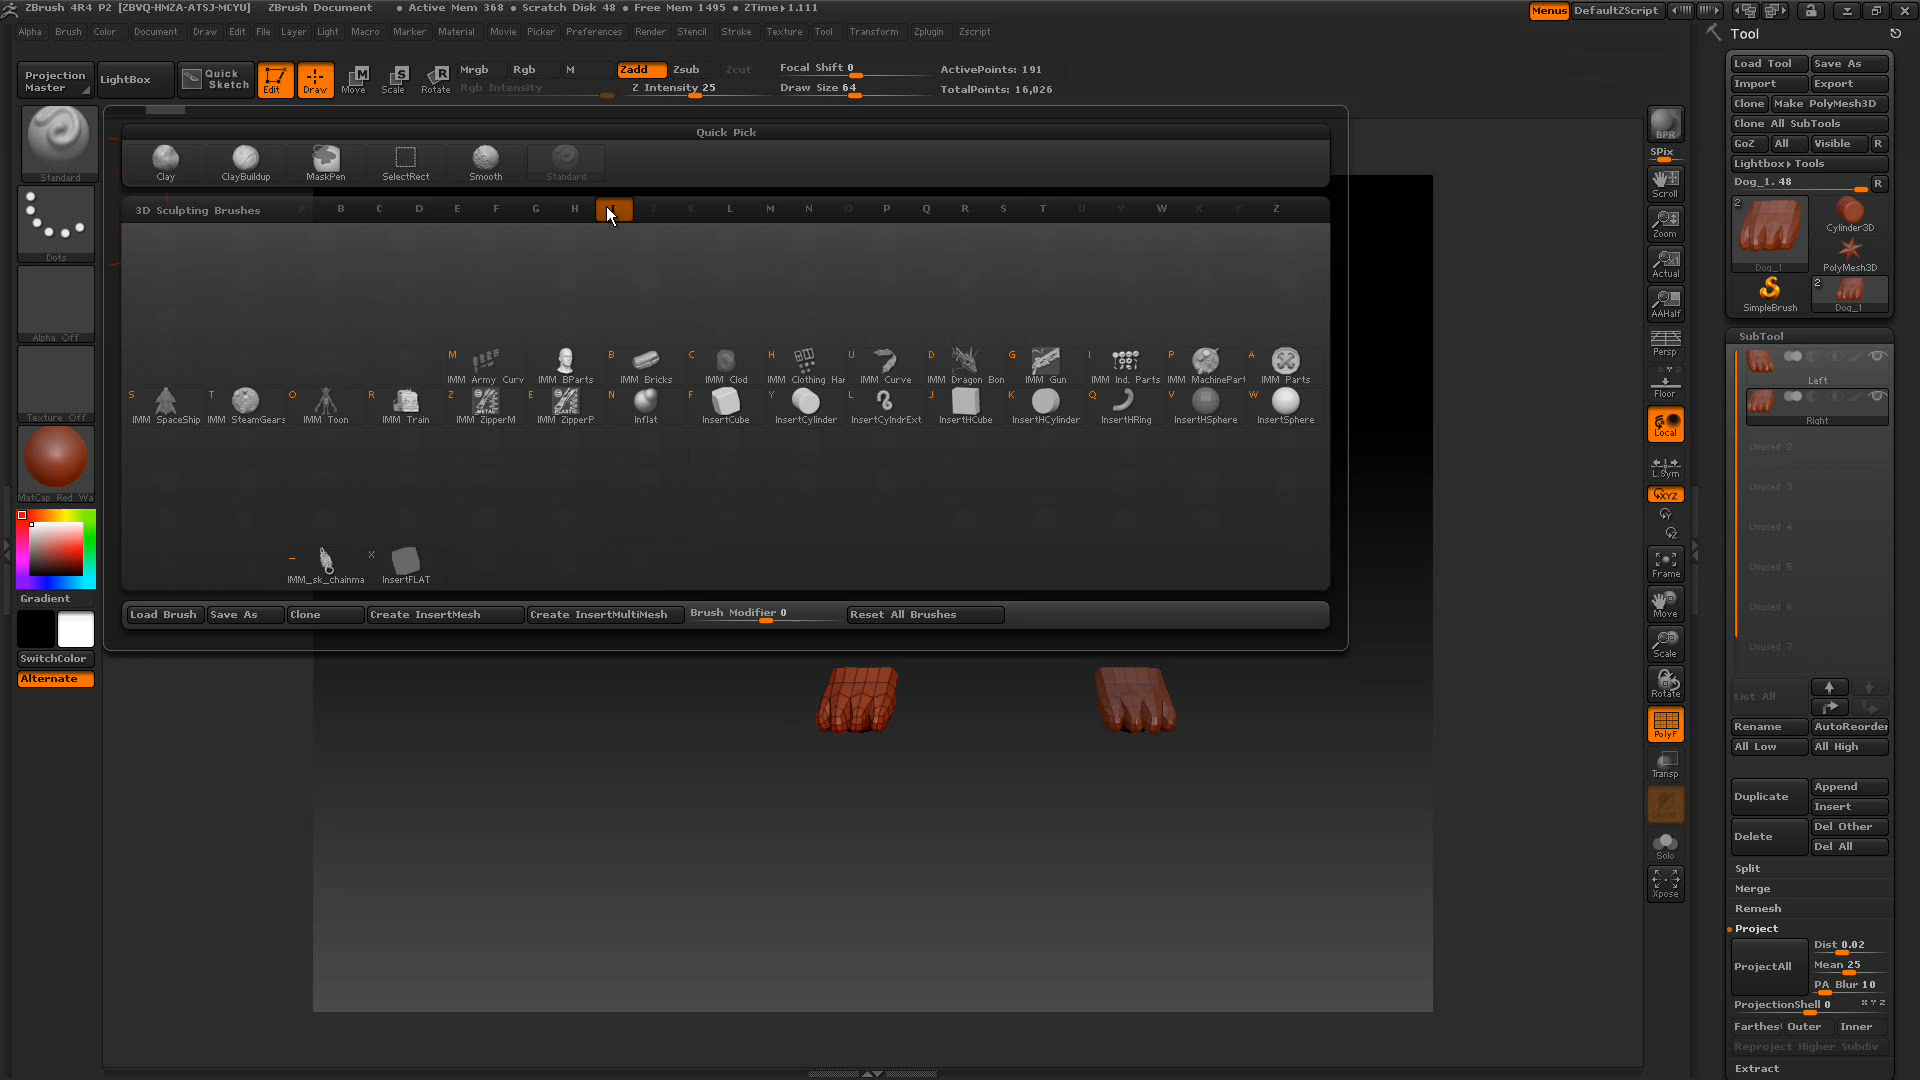 ZBrush 4R4 P2 [ZBVQ-HMZA-ATSJ-MCYU] ZBrush Document • Active Mem 368 • Scratch Disk 48 • Free Mem 1495 • ZTime▸1.111 Menus DefaultZScript
Alpha Brush Color Document Draw Edit File Layer Light Macro Marker Material Movie Picker Preferences Render Stencil Stroke Texture Tool Transform Zplugin Zscript
Tool
Projection Master LightBox Quick Sketch Edit Draw Move Scale Rotate
Mrgb Rgb M Zadd Zsub Zcut Focal Shift 0 ActivePoints: 191
Rgb Intensity Z Intensity 25 Draw Size 64 TotalPoints: 16,026
Load Tool Save As
Import Export
Clone Make PolyMesh3D
Clone All SubTools
GoZ All Visible R
Lightbox▸Tools
Dog_1. 48 R
2
Cylinder3D
Dog_1 PolyMesh3D
SimpleBrush 2 Dog_1
Standard
Dots
Alpha Off
Texture Off
MatCap Red Wa
Gradient
SwitchColor
Alternate
Quick Pick
Clay ClayBuildup MaskPen SelectRect Smooth Standard
3D Sculpting Brushes A B C D E F G H J K L M N O P Q R S T U V W X Y Z
M B C H U D G I P A
IMM Army Curv IMM BParts IMM Bricks IMM Clod IMM Clothing Har IMM Curve IMM Dragon Bon IMM Gun IMM Ind. Parts IMM MachinePart IMM Parts
S T O R Z E N F Y L J K Q V W
IMM SpaceShip IMM SteamGears IMM Toon IMM Train IMM ZipperM IMM ZipperP Inflat InsertCube InsertCylinder InsertCylndrExt InsertHCube InsertHCylinder InsertHRing InsertHSphere InsertSphere
X
IMM_sk_chainma InsertFLAT
Load Brush Save As Clone Create InsertMesh Create InsertMultiMesh Brush Modifier 0 Reset All Brushes
BPR
SPix
Scroll
Zoom
Actual
AAHalf
Persp
Floor
Local
L.Sym
XYZ
Y
Z
Frame
Move
Scale
Rotate
PolyF
Transp
Solo
Xpose
SubTool
Left
Right
Unused 2
Unused 3
Unused 4
Unused 5
Unused 6
Unused 7
List All
Rename AutoReorder
All Low All High
Duplicate Append
Insert
Delete Del Other
Del All
Split
Merge
Remesh
Project
ProjectAll Dist 0.02
Mean 25
PA Blur 10
ProjectionShell 0 X Y Z
Farthest Outer Inner
Reproject Higher Subdiv
Extract